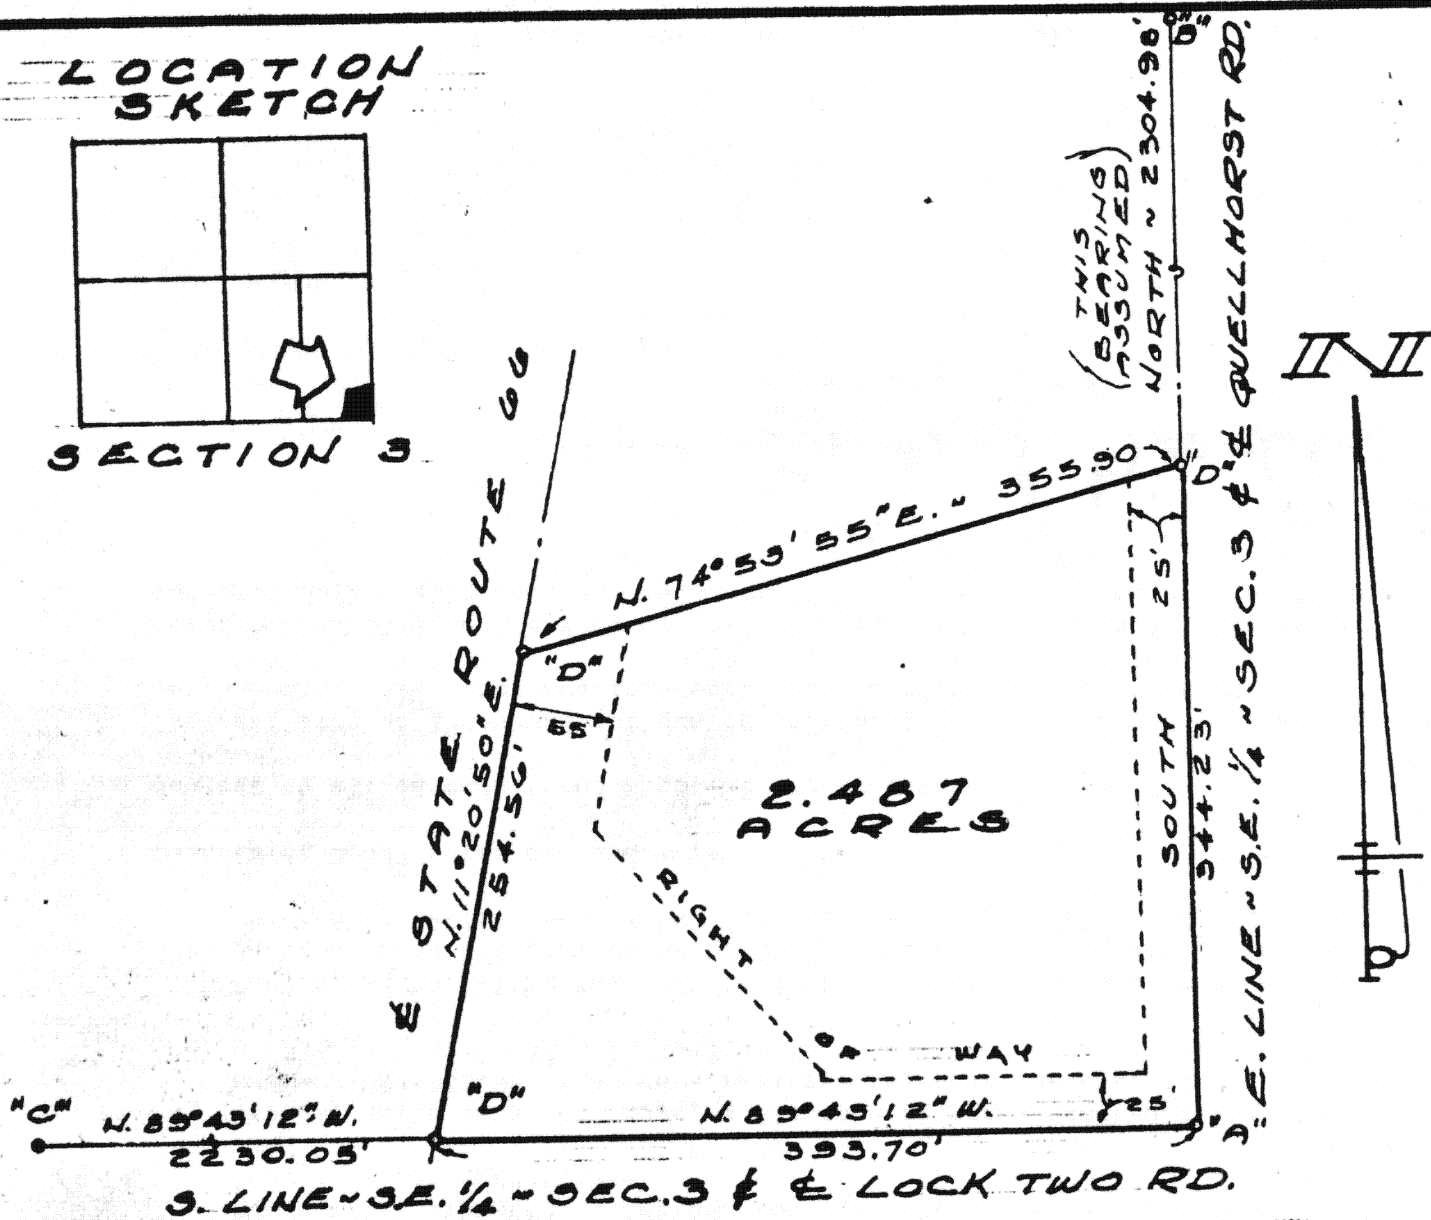 LOCATION
SKETCH
SECTION 3
"B"
NORTH ~ 2304.98'
(THIS
BEARING
ASSUMED)
E. LINE ~ S.E. 1/4 ~ SEC. 3 & ℄ QUELLHORST RD.
N
℄ STATE ROUTE 66
N. 11° 20' 50" E.
254.56'
N. 74° 53' 55" E. ~ 355.90
"D"
"D"
25'
55
2.487
ACRES
SOUTH
344.23'
RIGHT OF WAY
25'
"C"
N. 89° 43' 12" W.
2230.05'
"D"
N. 89° 43' 12" W.
393.70'
"A"
S. LINE ~ S.E. 1/4 ~ SEC. 3 & ℄ LOCK TWO RD.